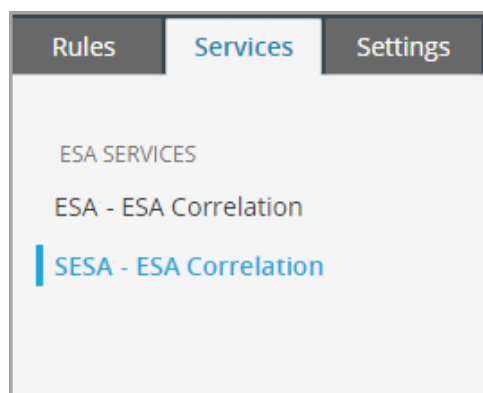 Rules Services Settings
ESA SERVICES
ESA - ESA Correlation
SESA - ESA Correlation